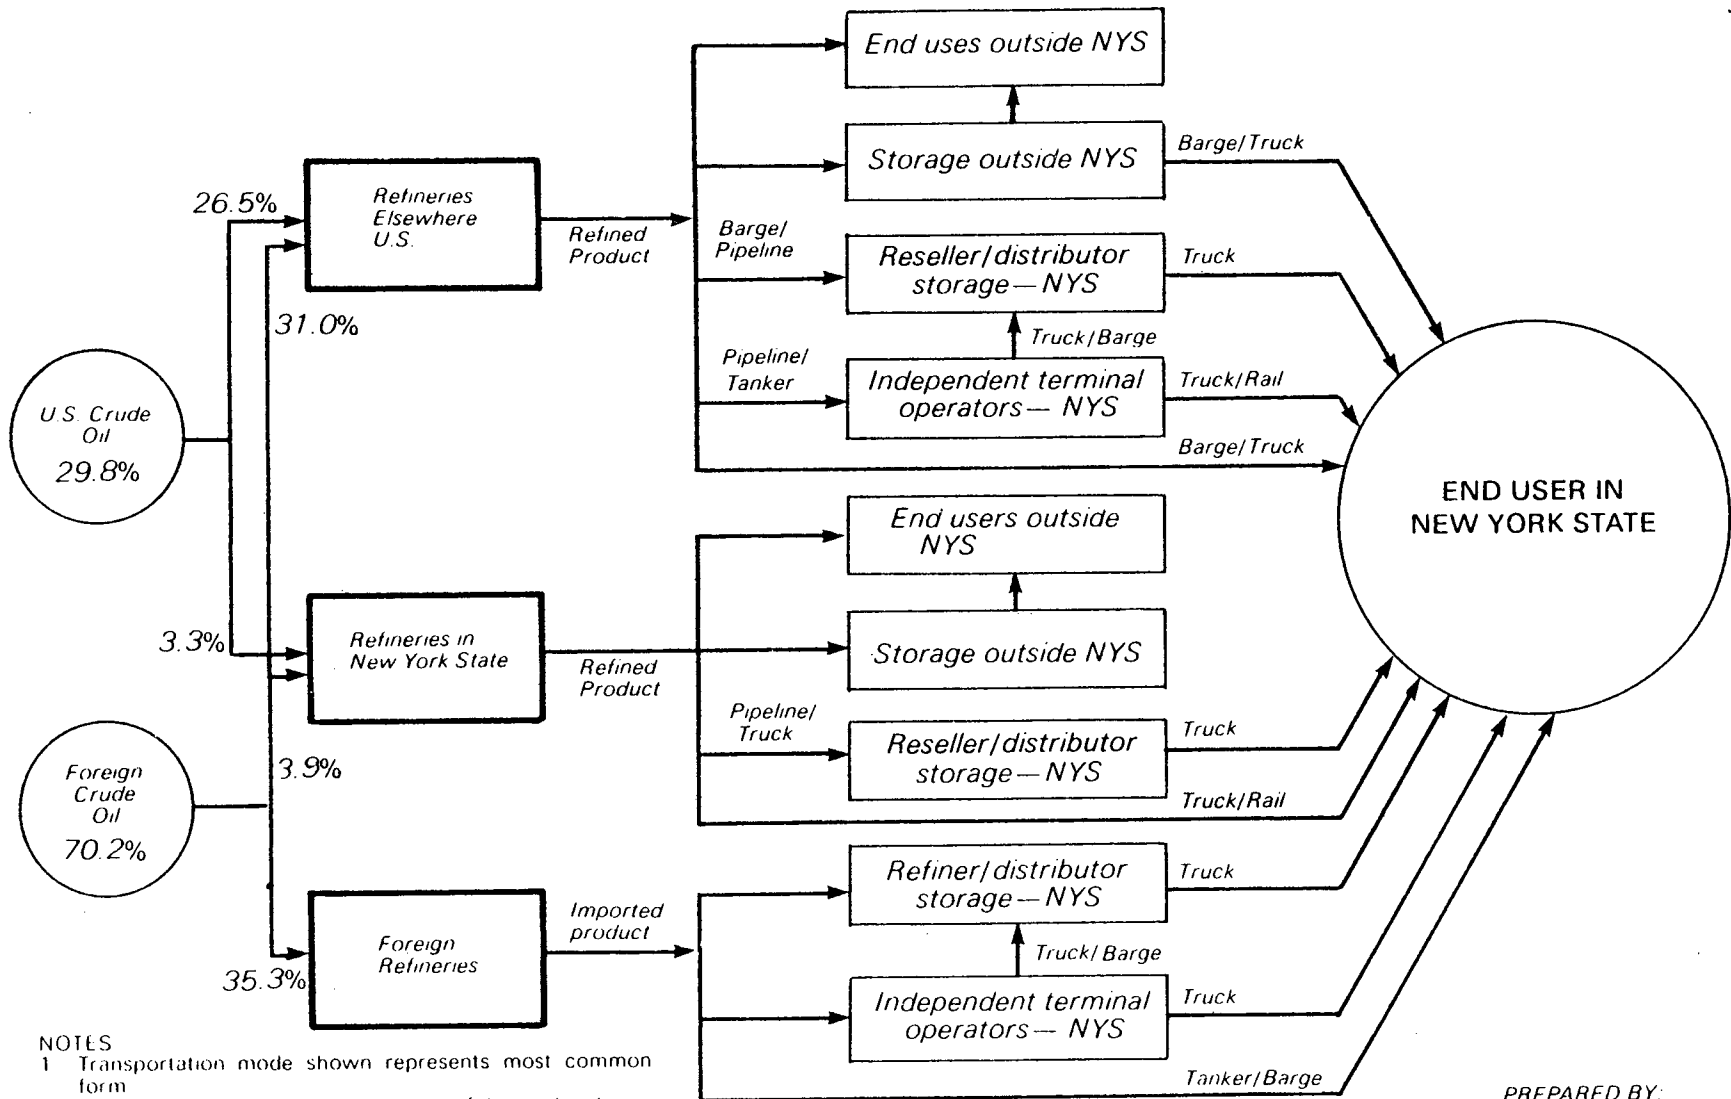 End uses outside NYS
Storage outside NYS
Barge/Truck
26.5%
Refineries
Elsewhere
U.S.
Refined
Product
Barge/
Pipeline
Reseller/distributor
storage—NYS
Truck
31.0%
Truck/Barge
Pipeline/
Tanker
Independent terminal
operators—NYS
Truck/Rail
Barge/Truck
U.S. Crude
Oil
29.8%
END USER IN
NEW YORK STATE
End users outside
NYS
3.3%
Refineries in
New York State
Refined
Product
Storage outside NYS
Pipeline/
Truck
Reseller/distributor
storage—NYS
Truck
Truck/Rail
Foreign
Crude
Oil
70.2%
3.9%
35.3%
Foreign
Refineries
Imported
product
Refiner/distributor
storage—NYS
Truck
Truck/Barge
Independent terminal
operators—NYS
Truck
Tanker/Barge
NOTES
1 Transportation mode shown represents most common
form
PREPARED BY: